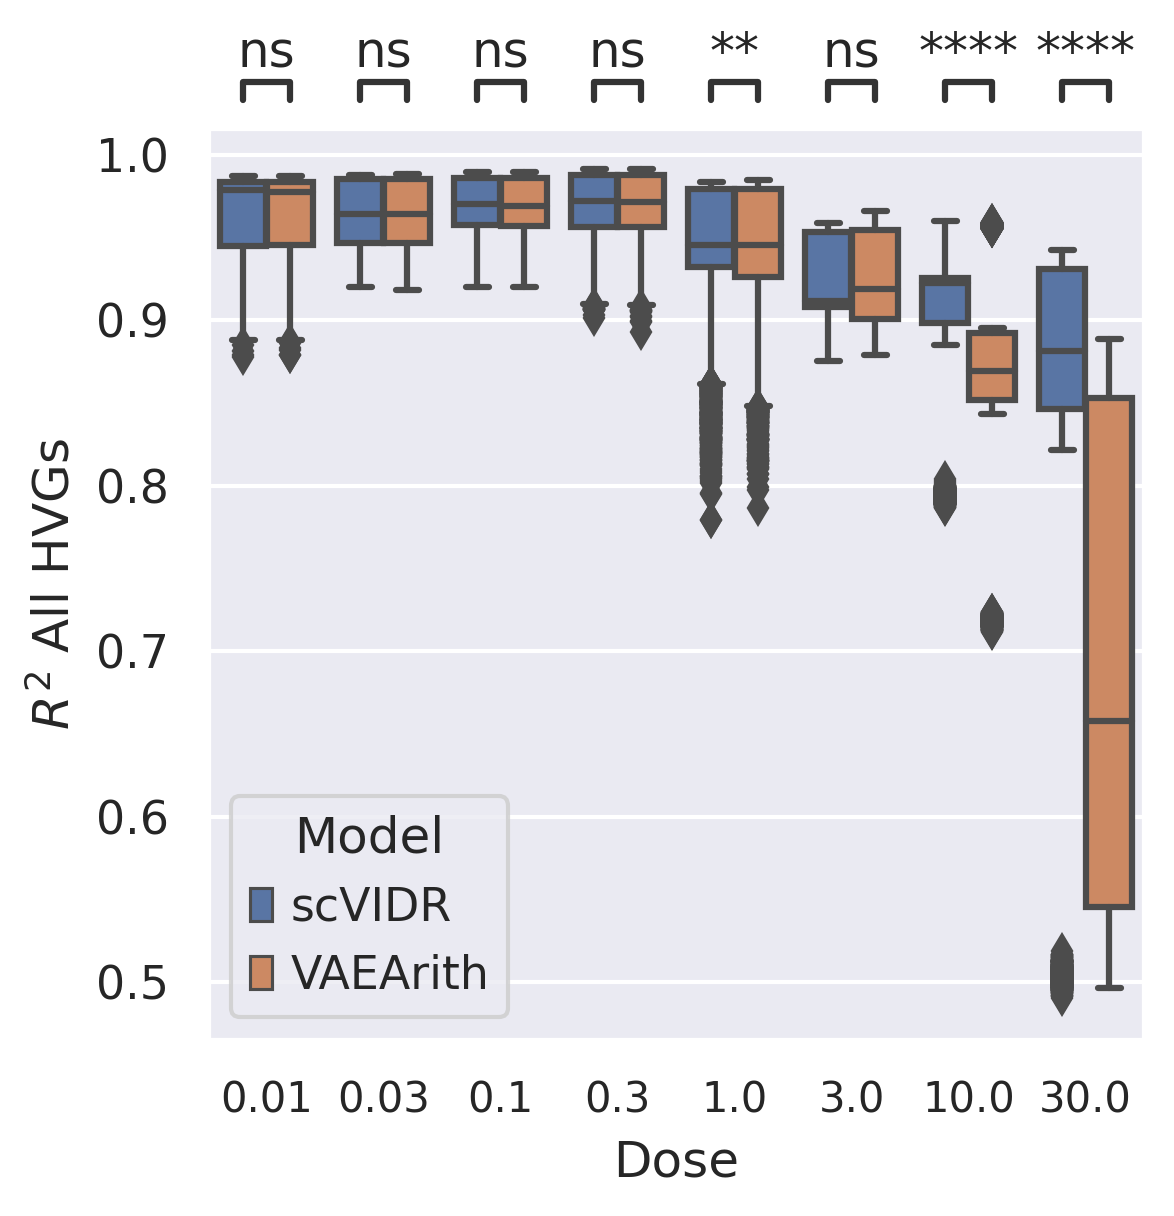 ns ns ns ns ** ns **** ****
1.0
0.9
0.8
0.7
0.6
0.5
R² All HVGs
Model
scVIDR
VAEArith
0.01 0.03 0.1 0.3 1.0 3.0 10.0 30.0
Dose